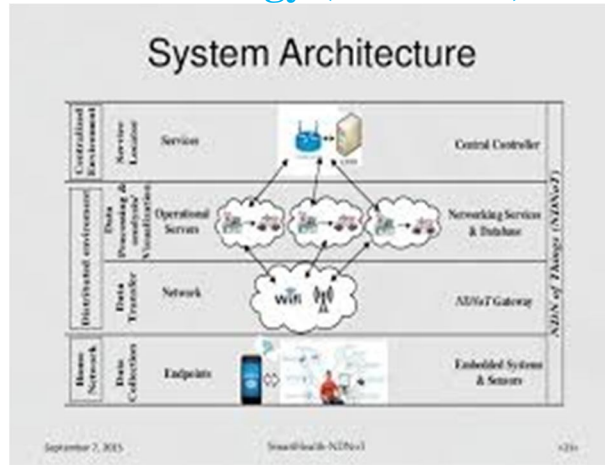 System Architecture
Centralized
Environment
Service
Locator
Services
Central Controller
Distributed environment
Data
Processing &
analysis/
Visualization
Operational
Servers
Networking Services
& Database
Data
Transfer
Network
WiFi
NDNoT Gateway
Home
Network
Data
Collection
Endpoints
Embedded Systems
& Sensors
NDN of Things (NDNoT)
September 7, 2015
SmartHealth-NDNoT